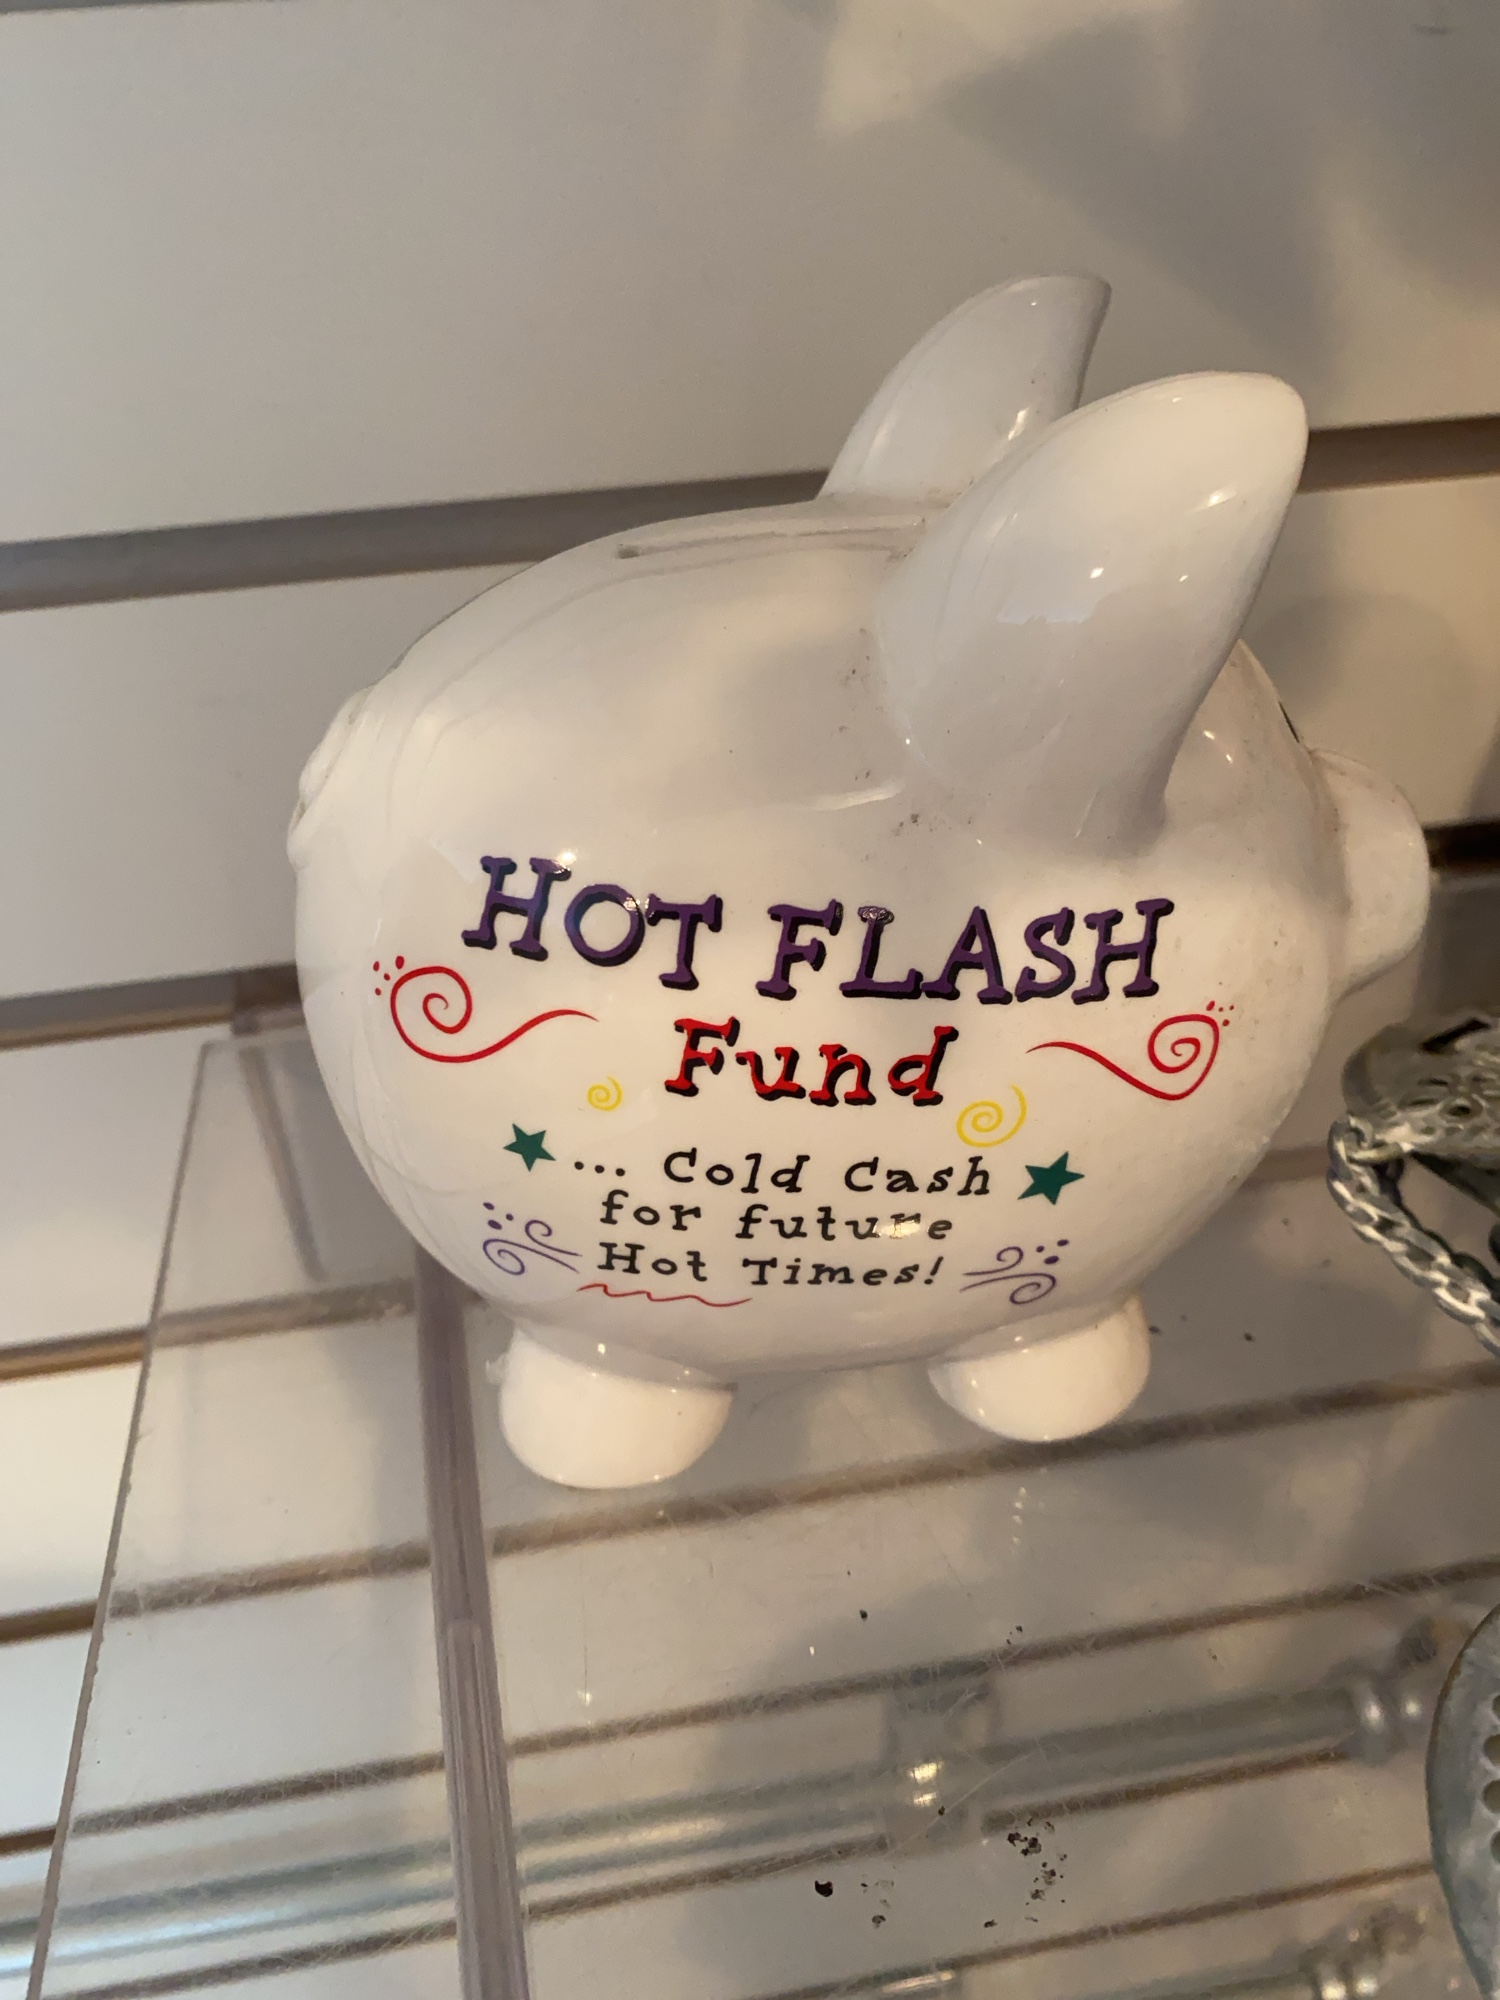 HOT FLASH
Fund
... Cold Cash
for future
Hot Times!